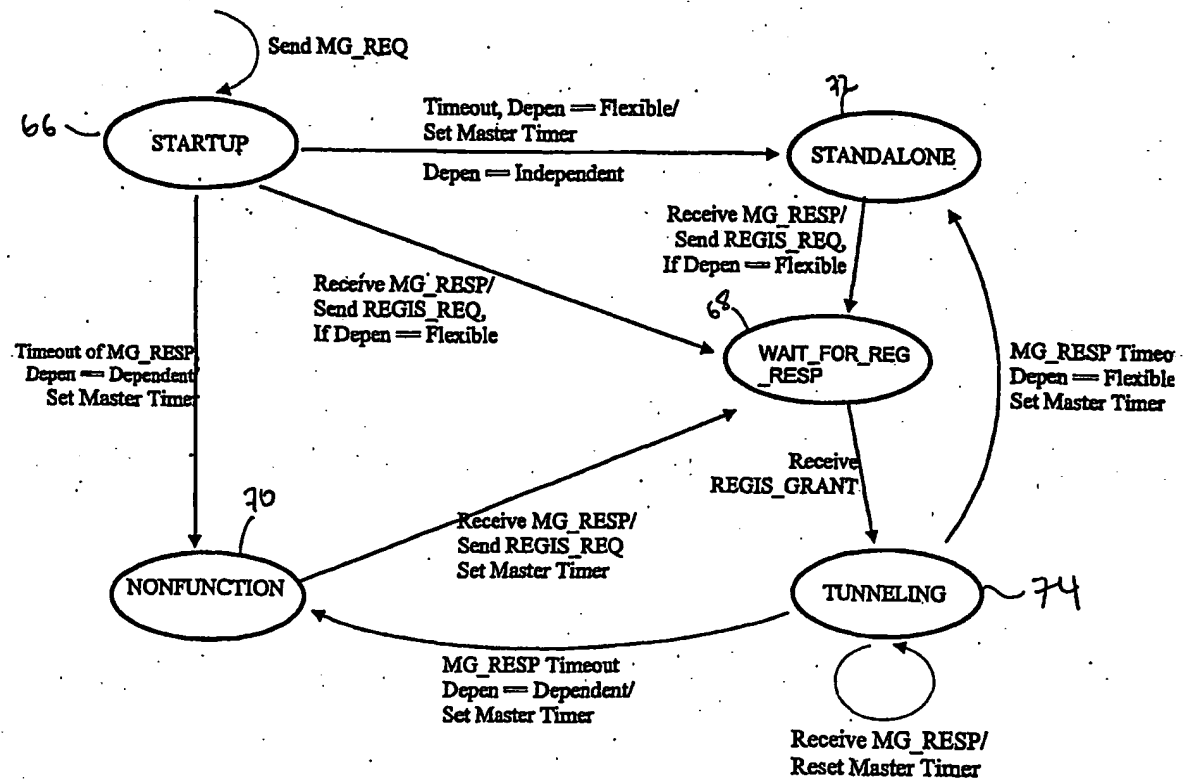 Send MG_REQ
66
STARTUP
Timeout, Depen == Flexible/
Set Master Timer
Depen == Independent
72
STANDALONE
Receive MG_RESP/
Send REGIS_REQ,
If Depen == Flexible
Receive MG_RESP/
Send REGIS_REQ,
If Depen == Flexible
68
WAIT_FOR_REG
_RESP
Timeout of MG_RESP
Depen == Dependent/
Set Master Timer
MG_RESP Timeo
Depen == Flexible
Set Master Timer
Receive
REGIS_GRANT
70
NONFUNCTION
Receive MG_RESP/
Send REGIS_REQ
Set Master Timer
TUNNELING
74
MG_RESP Timeout
Depen == Dependent/
Set Master Timer
Receive MG_RESP/
Reset Master Timer